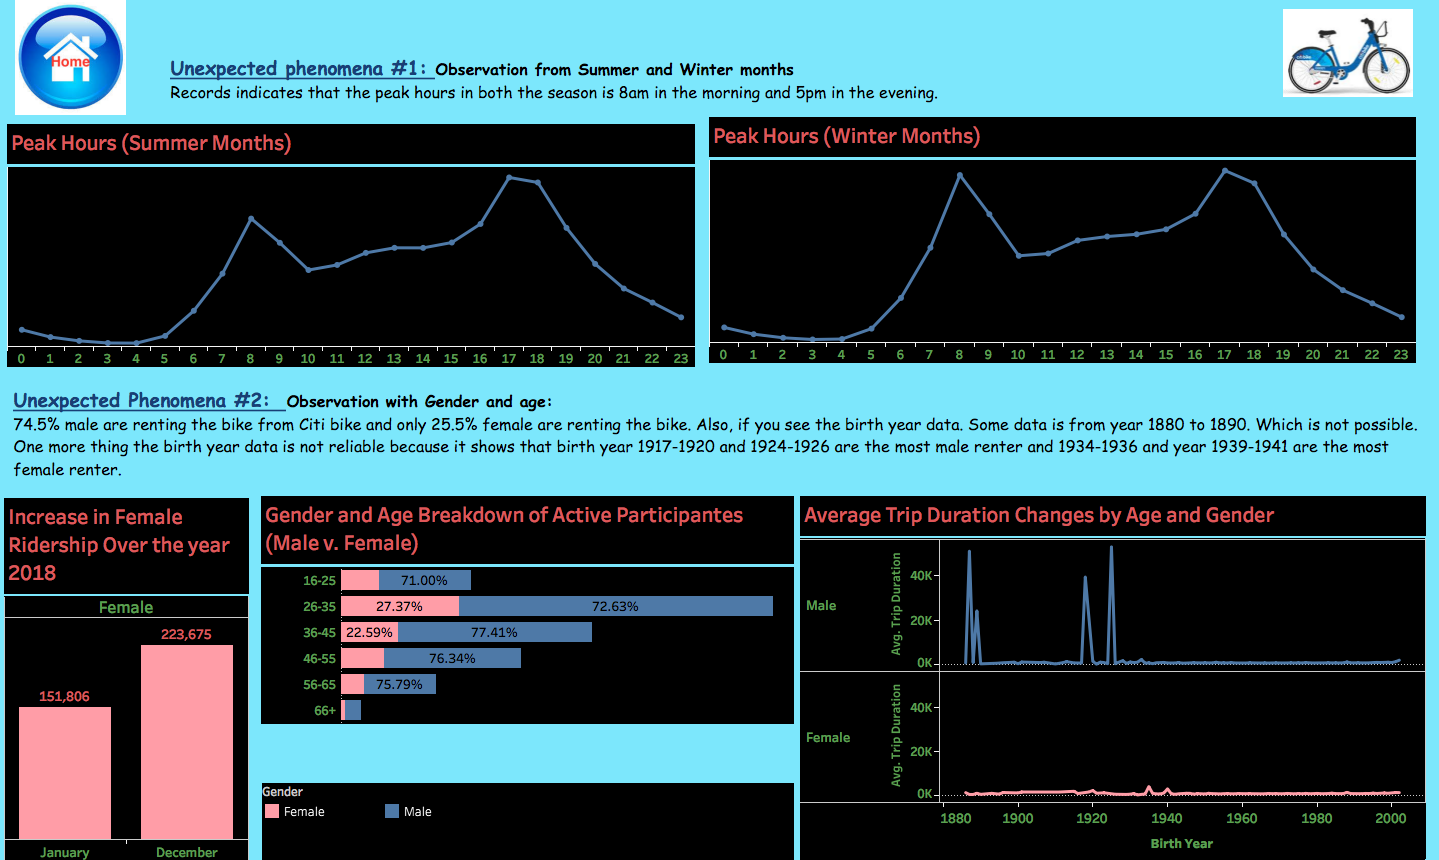 Home
Unexpected phenomena #1: Observation from Summer and Winter months
Records indicates that the peak hours in both the season is 8am in the morning and 5pm in the evening.
Peak Hours (Summer Months)
0 1 2 3 4 5 6 7 8 9 10 11 12 13 14 15 16 17 18 19 20 21 22 23
Peak Hours (Winter Months)
0 1 2 3 4 5 6 7 8 9 10 11 12 13 14 15 16 17 18 19 20 21 22 23
Unexpected Phenomena #2: Observation with Gender and age:
74.5% male are renting the bike from Citi bike and only 25.5% female are renting the bike. Also, if you see the birth year data. Some data is from year 1880 to 1890. Which is not possible.
One more thing the birth year data is not reliable because it shows that birth year 1917-1920 and 1924-1926 are the most male renter and 1934-1936 and year 1939-1941 are the most
female renter.
Increase in Female
Ridership Over the year
2018
Female
223,675
151,806
January December
Gender and Age Breakdown of Active Participantes
(Male v. Female)
16-25 71.00%
26-35 27.37% 72.63%
36-45 22.59% 77.41%
46-55 76.34%
56-65 75.79%
66+
Gender
Female Male
Average Trip Duration Changes by Age and Gender
Male
Avg. Trip Duration
40K
20K
0K
Female
Avg. Trip Duration
40K
20K
0K
1880 1900 1920 1940 1960 1980 2000
Birth Year